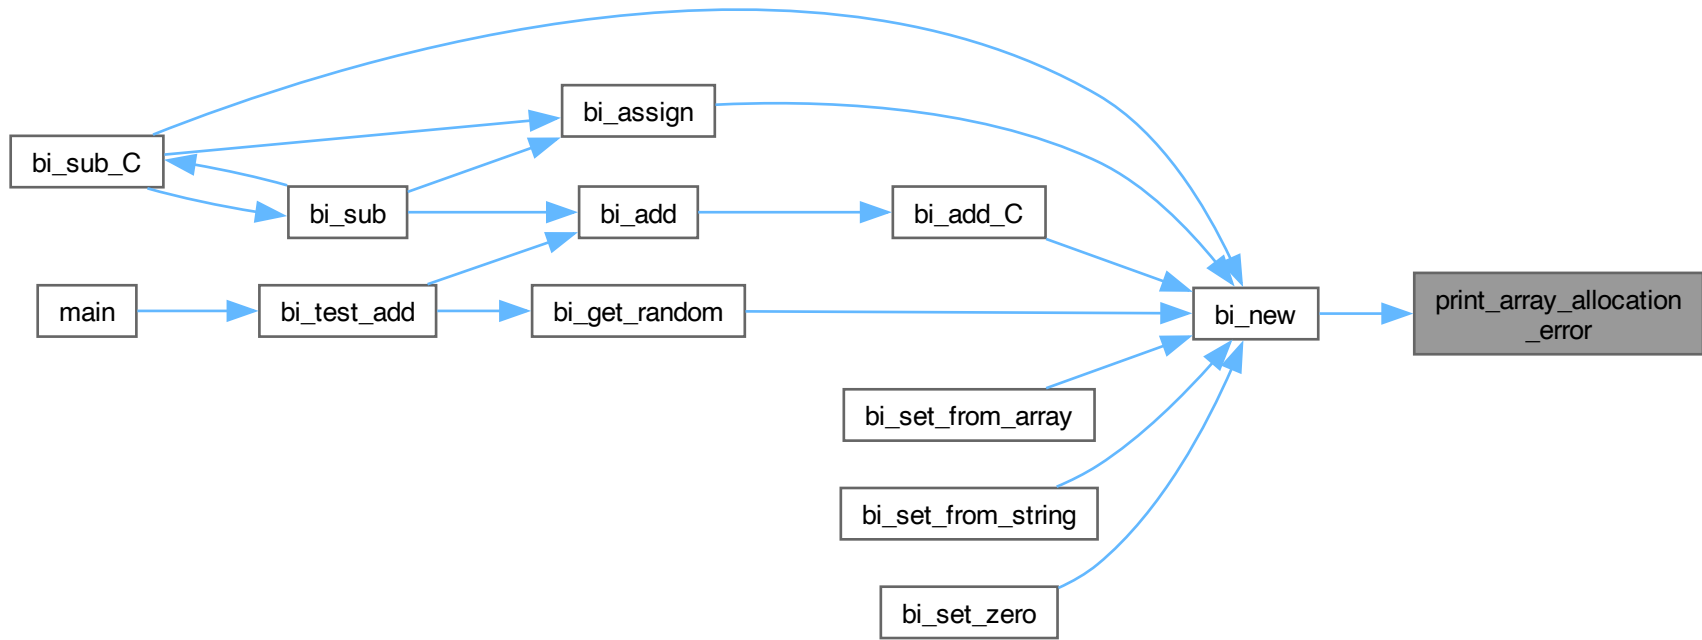 bi_assign
bi_sub_C
bi_sub
bi_add
bi_add_C
main
bi_test_add
bi_get_random
bi_new
print_array_allocation
_error
bi_set_from_array
bi_set_from_string
bi_set_zero